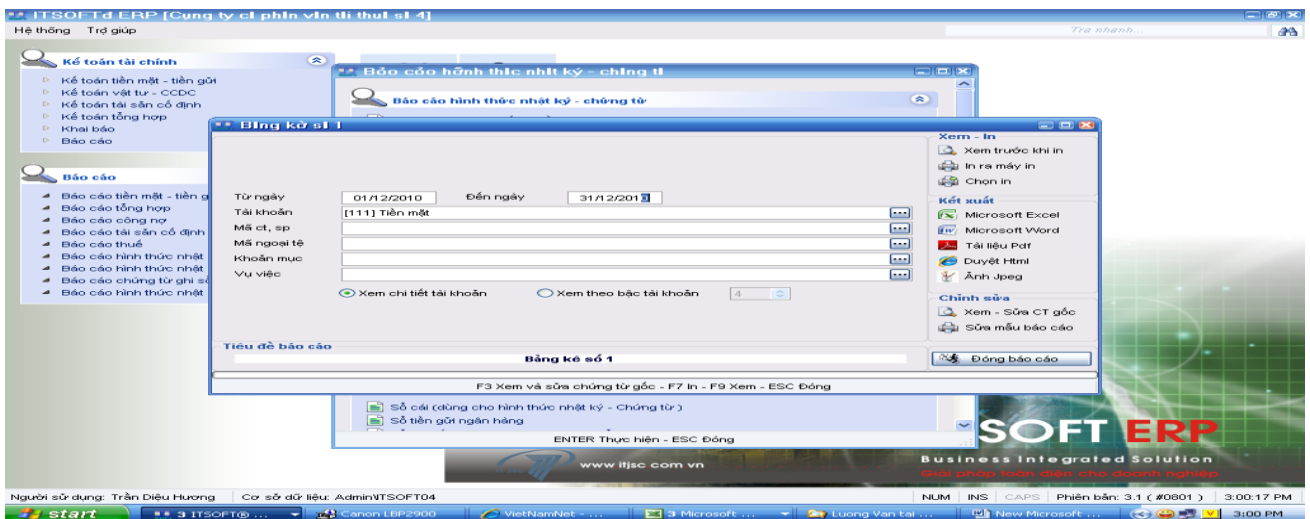 ITSOFTd ERP [Cung ty cl phln vln tli thul sl 4]
Hệ thống Trợ giúp
Tra nhanh...
Kế toán tài chính
Kế toán tiền mặt - tiền gửi
Kế toán vật tư - CCDC
Kế toán tài sản cố định
Kế toán tổng hợp
Khai báo
Báo cáo
Báo cáo
Báo cáo tiền mặt - tiền g
Báo cáo tổng hợp
Báo cáo công nợ
Báo cáo tài sản cố định
Báo cáo thuế
Báo cáo hình thức nhật
Báo cáo hình thức nhật
Báo cáo chứng từ ghi số
Báo cáo hình thức nhật
Bỏo cỏo hỡnh thlc nhlt ký - chlng tl
Báo cáo hình thức nhật ký - chứng từ
Blng kờ sl 1
Từ ngày 01/12/2010 Đến ngày 31/12/2010
Tài khoản [111] Tiền mặt
Mã ct, sp
Mã ngoại tệ
Khoản mục
Vụ việc
Xem chi tiết tài khoản Xem theo bậc tài khoản 4
Tiêu đề báo cáo
Bảng kê số 1
F3 Xem và sửa chứng từ gốc - F7 In - F9 Xem - ESC Đóng
Xem - In
Xem trước khi in
In ra máy in
Chọn in
Kết xuất
Microsoft Excel
Microsoft Word
Tài liệu Pdf
Duyệt Html
Ảnh Jpeg
Chỉnh sửa
Xem - Sửa CT gốc
Sửa mẫu báo cáo
Đóng báo cáo
Sổ cái (dùng cho hình thức nhật ký - Chứng từ )
Sổ tiền gửi ngân hàng
ENTER Thực hiện - ESC Đóng
SOFT ERP
Business Integrated Solution
Giải pháp toàn diện cho doanh nghiệp
www itjsc com vn
Người sử dụng: Trần Diệu Hương Cơ sở dữ liệu: Admin\ITSOFT04 NUM INS CAPS Phiên bản: 3.1 ( #0801 ) 3:00:17 PM
start 3 ITSOFT® ... Canon LBP2900 VietNamNet - ... 3 Microsoft ... Luong Van tai ... New Microsoft ... 3:00 PM